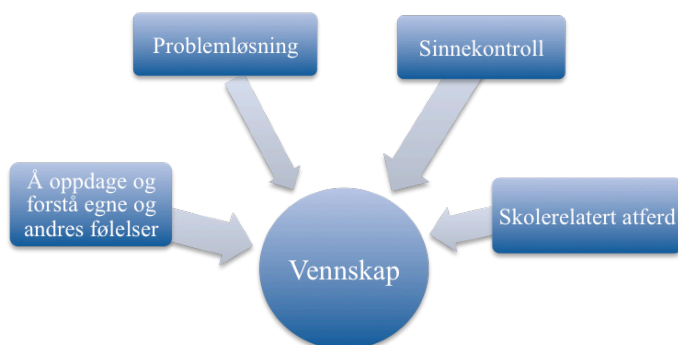 Problemløsning
Sinnekontroll
Å oppdage og
forstå egne og
andres følelser
Skolerelatert atferd
Vennskap